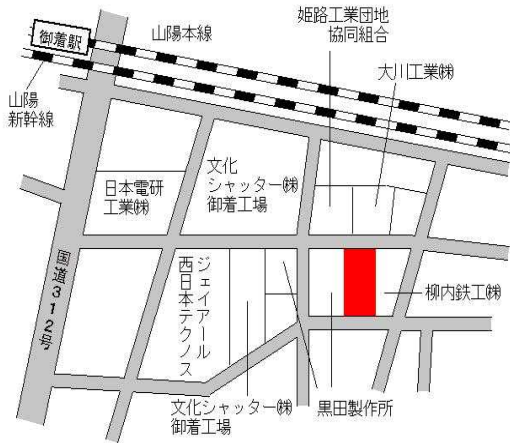 姫路工業団地
協同組合
山陽本線
御着駅
大川工業㈱
山陽
新幹線
文化
シャッター㈱
御着工場
日本電研
工業㈱
国道312号
ジェイアール
西日本テクノス
柳内鉄工㈱
文化シャッター㈱
御着工場
黒田製作所